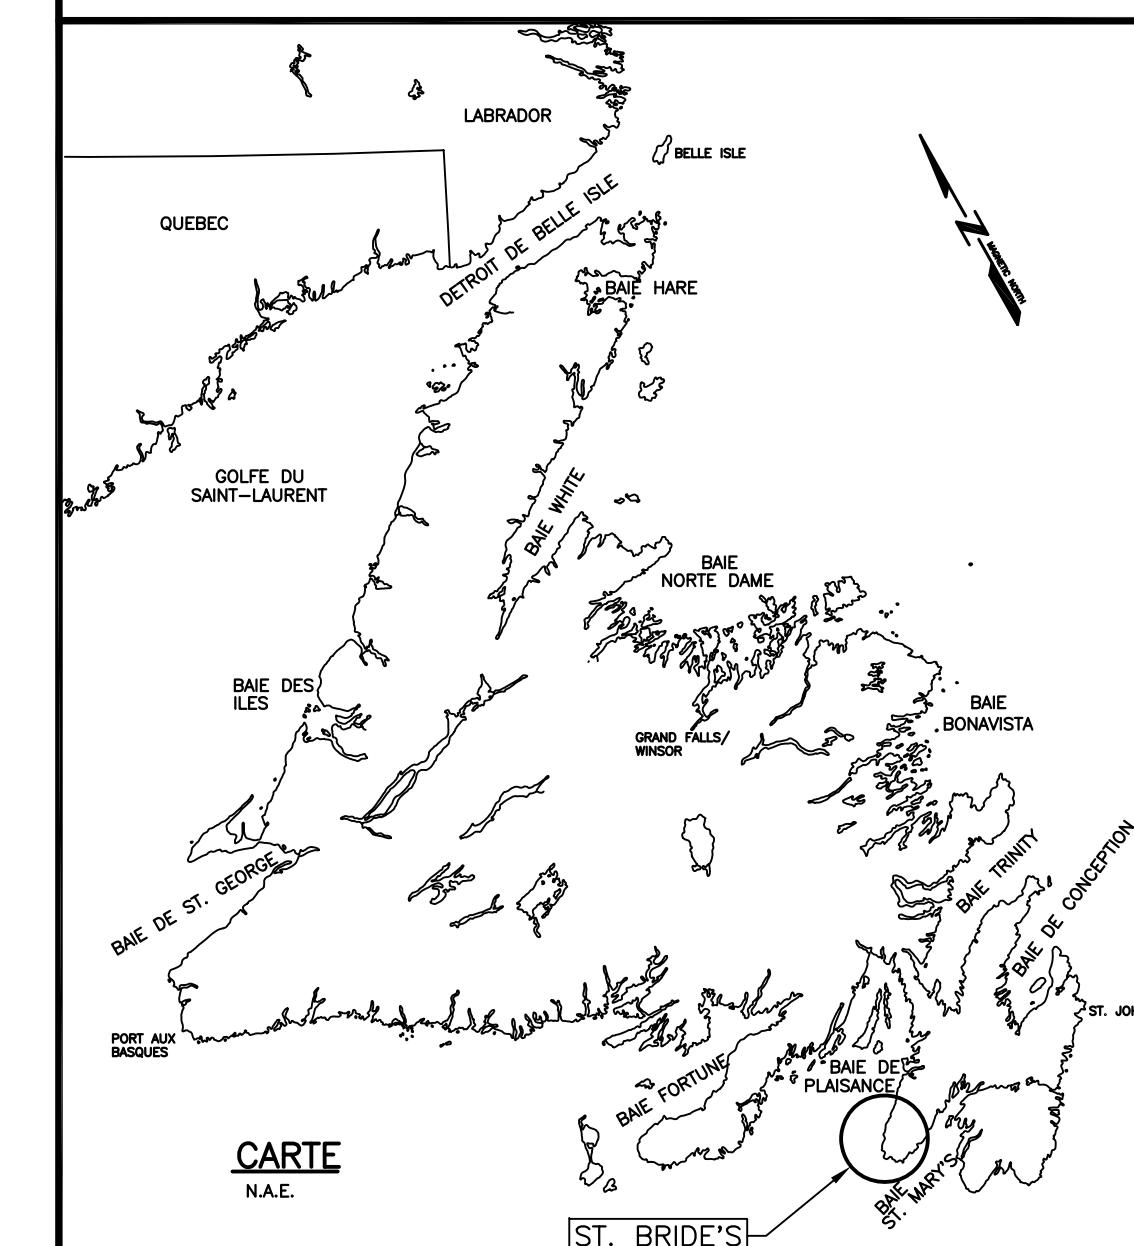 LABRADOR
BELLE ISLE
QUEBEC
DETROIT DE BELLE ISLE
MAGNETIC NORTH
BAIE HARE
GOLFE DU
SAINT-LAURENT
BAIE WHITE
BAIE
NORTE DAME
BAIE DES
ILES
BAIE
BONAVISTA
GRAND FALLS/
WINSOR
BAIE TRINITY
BAIE DE CONCEPTION
BAIE DE ST. GEORGE
ST. JOH
PORT AUX
BASQUES
BAIE FORTUNE
BAIE DE
PLAISANCE
CARTE
N.A.E.
BAIE
ST. MARY'S
ST. BRIDE'S